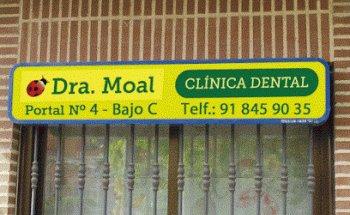 Dra. Moal CLÍNICA DENTAL
Portal Nº 4 - Bajo C Telf.: 91 845 90 35